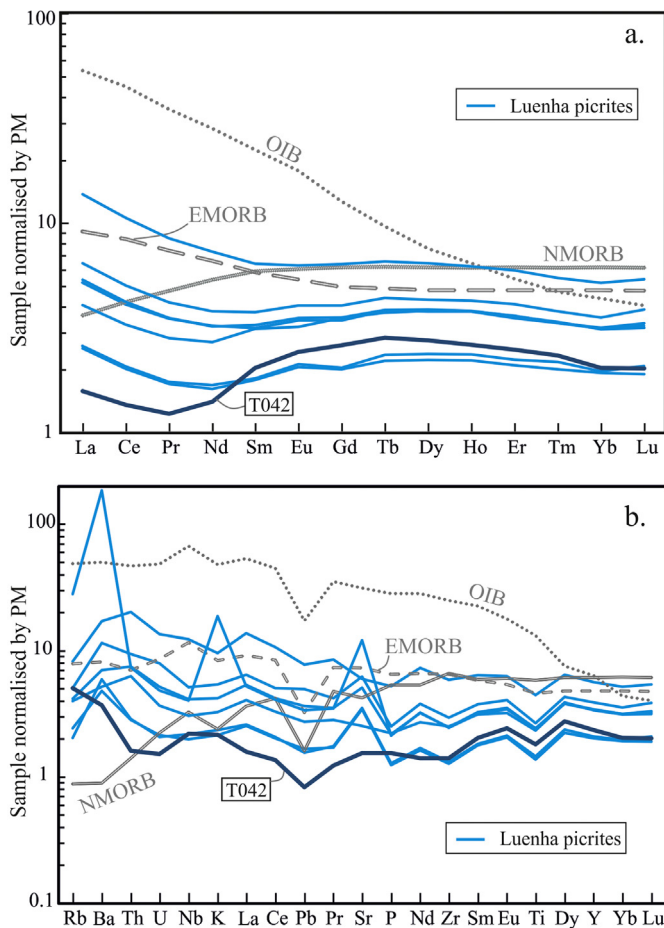 100
a.
Luenha picrites
OIB
EMORB
NMORB
10
T042
1
Sample normalised by PM
La Ce Pr Nd Sm Eu Gd Tb Dy Ho Er Tm Yb Lu
b.
100
OIB
EMORB
10
NMORB
T042
1
Luenha picrites
0.1
Sample normalised by PM
Rb Ba Th U Nb K La Ce Pb Pr Sr P Nd Zr Sm Eu Ti Dy Y Yb Lu